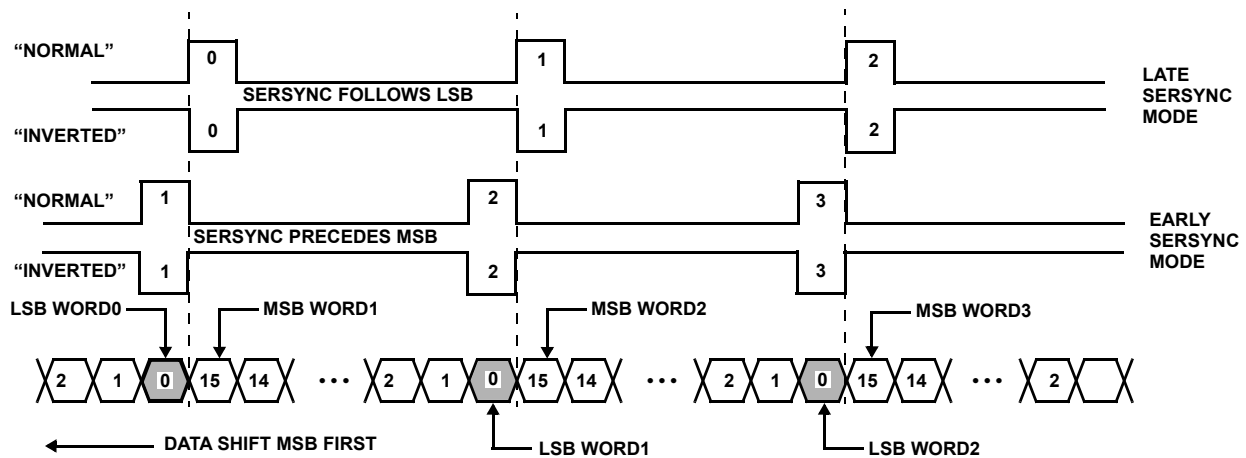 “NORMAL”
0
1
2
SERSYNC FOLLOWS LSB
LATE
SERSYNC
MODE
“INVERTED”
0
1
2
“NORMAL”
1
2
3
SERSYNC PRECEDES MSB
EARLY
SERSYNC
MODE
“INVERTED”
1
2
3
LSB WORD0
MSB WORD1
MSB WORD2
MSB WORD3
2 1 0 15 14 ••• 2 1 0 15 14 ••• 2 1 0 15 14 ••• 2
DATA SHIFT MSB FIRST
LSB WORD1
LSB WORD2